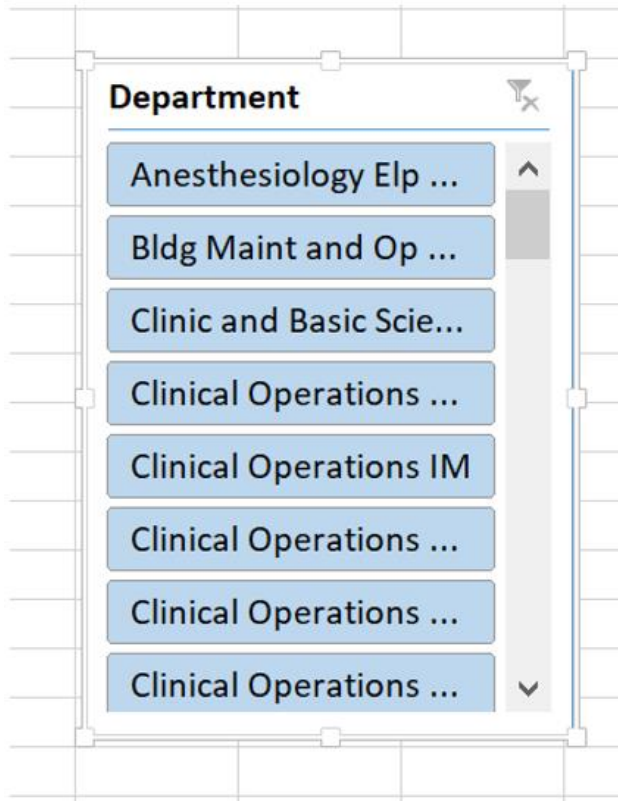 Department
Anesthesiology Elp ...
Bldg Maint and Op ...
Clinic and Basic Scie...
Clinical Operations ...
Clinical Operations IM
Clinical Operations ...
Clinical Operations ...
Clinical Operations ...